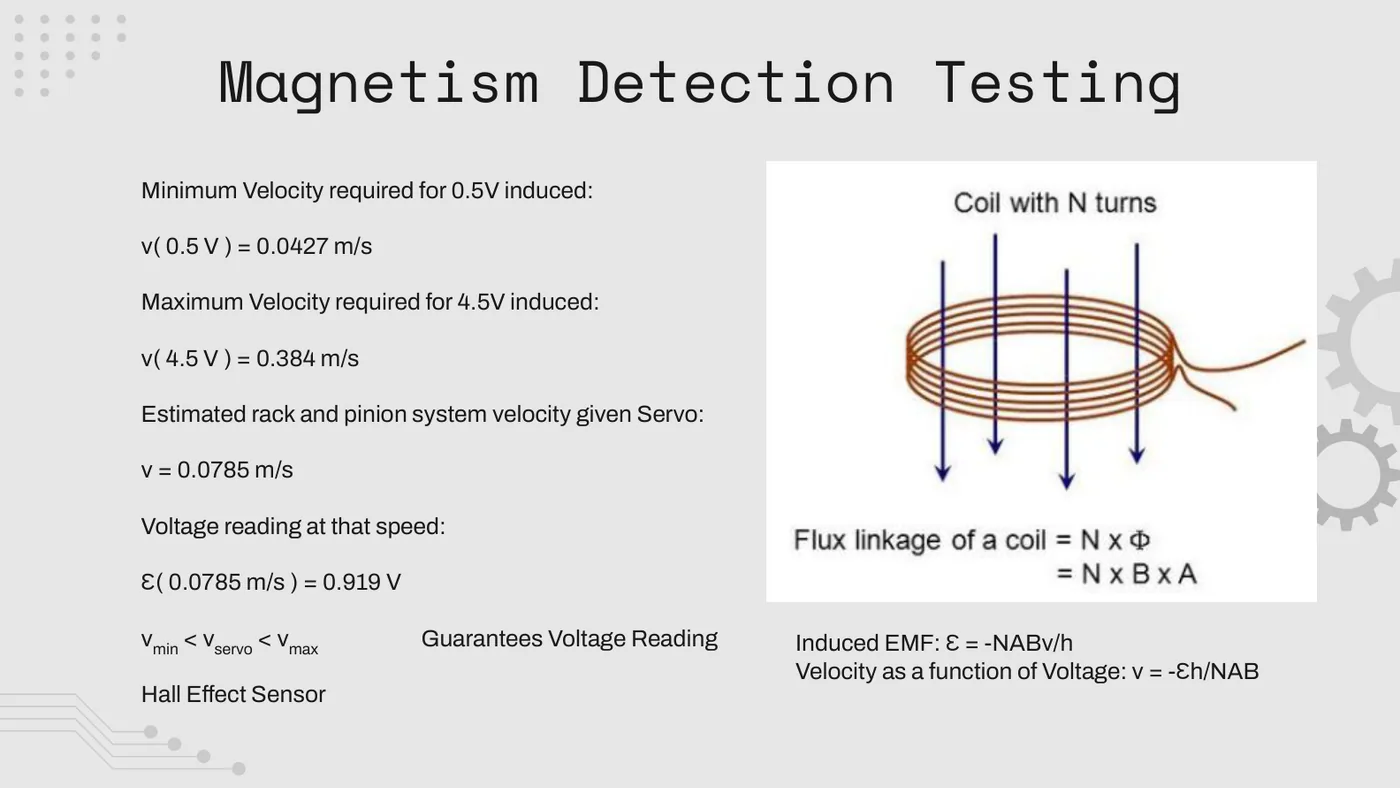 Magnetism Detection Testing
Minimum Velocity required for 0.5V induced:
v( 0.5 V ) = 0.0427 m/s
Maximum Velocity required for 4.5V induced:
v( 4.5 V ) = 0.384 m/s
Estimated rack and pinion system velocity given Servo:
v = 0.0785 m/s
Voltage reading at that speed:
Ɛ( 0.0785 m/s ) = 0.919 V
vmin < vservo < vmax Guarantees Voltage Reading
Hall Effect Sensor
Coil with N turns
Flux linkage of a coil = N x Φ
= N x B x A
Induced EMF: Ɛ = -NABv/h
Velocity as a function of Voltage: v = -Ɛh/NAB